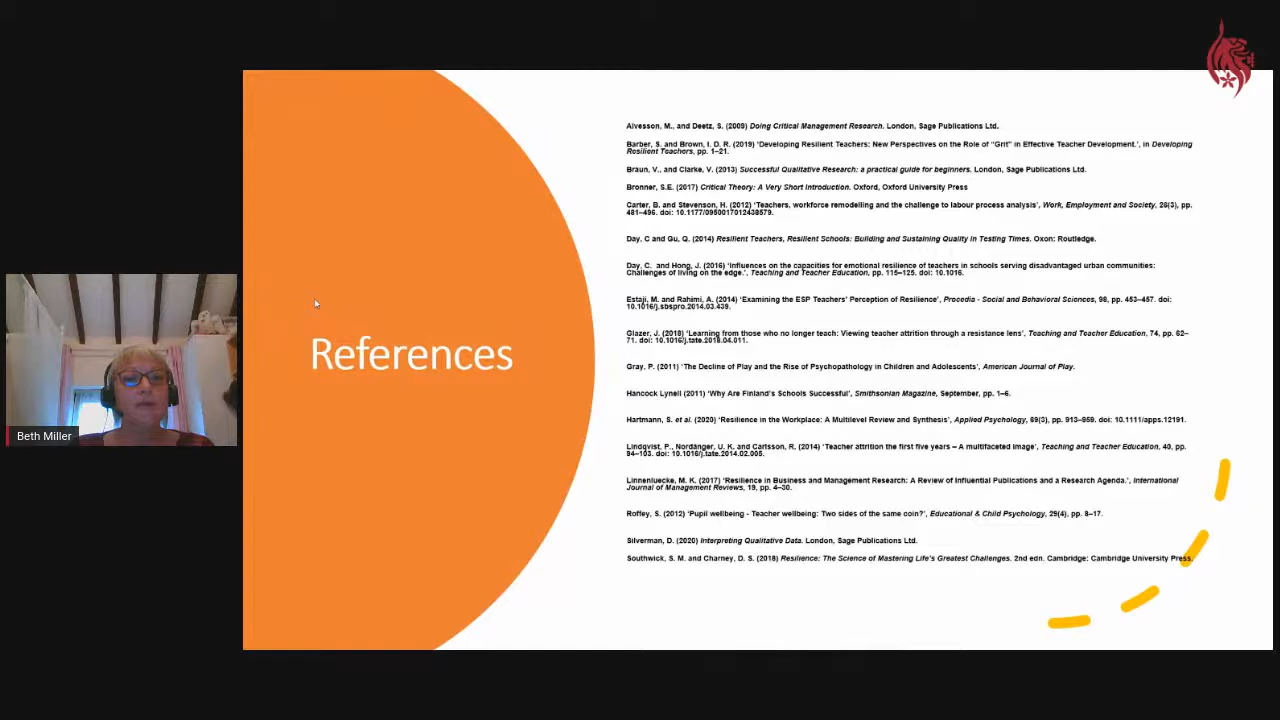 References
Alvesson, M., and Deetz, S. (2009) Doing Critical Management Research. London, Sage Publications Ltd.
Barber, S. and Brown, I. D. R. (2019) ‘Developing Resilient Teachers: New Perspectives on the Role of “Grit” in Effective Teacher Development.’, in Developing
Resilient Teachers, pp. 1–21.
Braun, V., and Clarke, V. (2013) Successful Qualitative Research: a practical guide for beginners. London, Sage Publications Ltd.
Bronner, S.E. (2017) Critical Theory: A Very Short Introduction. Oxford, Oxford University Press
Carter, B. and Stevenson, H. (2012) ‘Teachers, workforce remodelling and the challenge to labour process analysis’, Work, Employment and Society, 26(3), pp.
481–496. doi: 10.1177/0950017012438579.
Day, C and Gu, Q. (2014) Resilient Teachers, Resilient Schools: Building and Sustaining Quality in Testing Times. Oxon: Routledge.
Day, C. and Hong, J. (2016) ‘Influences on the capacities for emotional resilience of teachers in schools serving disadvantaged urban communities:
Challenges of living on the edge.’, Teaching and Teacher Education, pp. 115–125. doi: 10.1016.
Estaji, M. and Rahimi, A. (2014) ‘Examining the ESP Teachers’ Perception of Resilience’, Procedia - Social and Behavioral Sciences, 98, pp. 453–457. doi:
10.1016/j.sbspro.2014.03.439.
Glazer, J. (2018) ‘Learning from those who no longer teach: Viewing teacher attrition through a resistance lens’, Teaching and Teacher Education, 74, pp. 62–
71. doi: 10.1016/j.tate.2018.04.011.
Gray, P. (2011) ‘The Decline of Play and the Rise of Psychopathology in Children and Adolescents’, American Journal of Play.
Hancock Lynell (2011) ‘Why Are Finland’s Schools Successful’, Smithsonian Magazine, September, pp. 1–6.
Hartmann, S. et al. (2020) ‘Resilience in the Workplace: A Multilevel Review and Synthesis’, Applied Psychology, 69(3), pp. 913–959. doi: 10.1111/apps.12191.
Lindqvist, P., Nordänger, U. K. and Carlsson, R. (2014) ‘Teacher attrition the first five years – A multifaceted image’, Teaching and Teacher Education, 40, pp.
94–103. doi: 10.1016/j.tate.2014.02.005.
Linnenluecke, M. K. (2017) ‘Resilience in Business and Management Research: A Review of Influential Publications and a Research Agenda.’, International
Journal of Management Reviews, 19, pp. 4–30.
Roffey, S. (2012) ‘Pupil wellbeing - Teacher wellbeing: Two sides of the same coin?’, Educational & Child Psychology, 29(4), pp. 8–17.
Silverman, D. (2020) Interpreting Qualitative Data. London, Sage Publications Ltd.
Southwick, S. M. and Charney, D. S. (2018) Resilience: The Science of Mastering Life’s Greatest Challenges. 2nd edn. Cambridge: Cambridge University Press.
Beth Miller